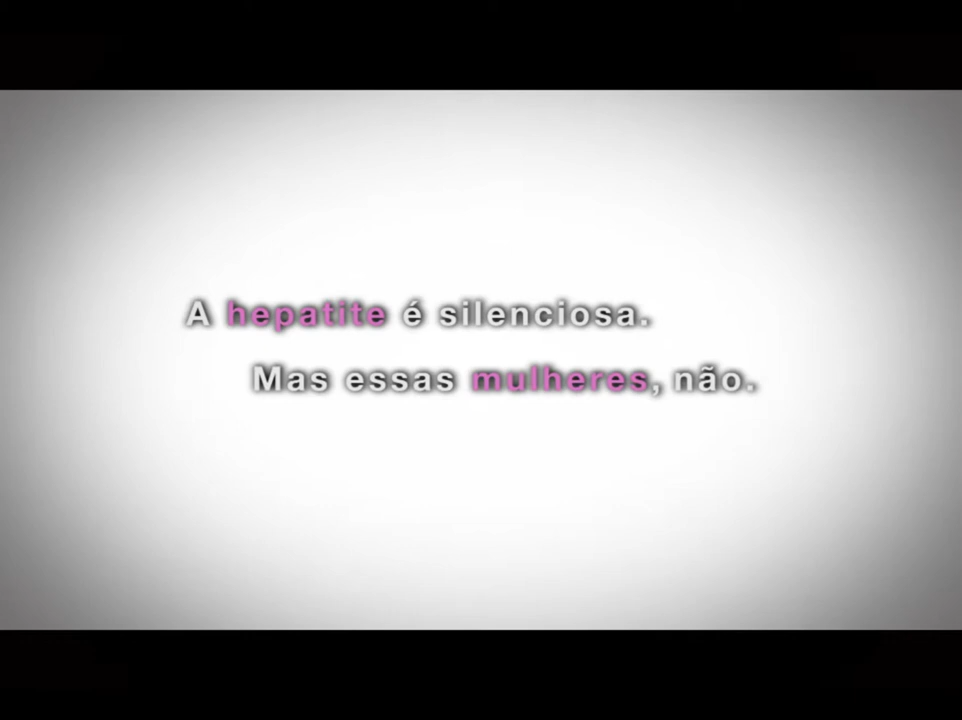 A hepatite é silenciosa.
Mas essas mulheres, não.